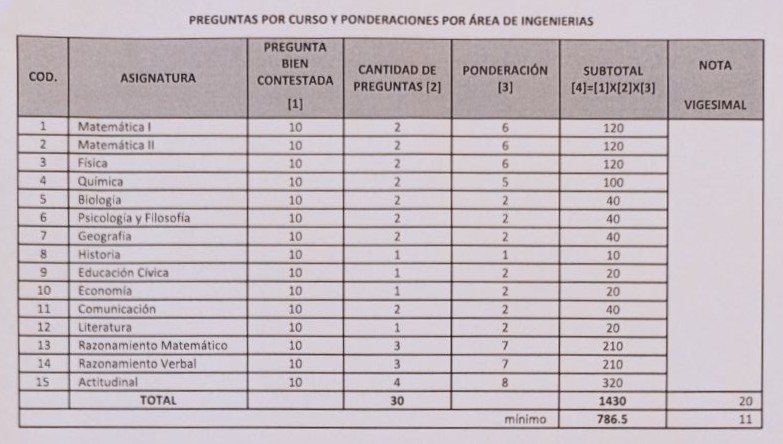 PREGUNTAS POR CURSO Y PONDERACIONES POR ÁREA DE INGENIERIAS
COD. ASIGNATURA PREGUNTA BIEN CONTESTADA [1] CANTIDAD DE PREGUNTAS [2] PONDERACIÓN [3] SUBTOTAL [4]=[1]X[2]X[3] NOTA VIGESIMAL
1 Matemática I 10 2 6 120
2 Matemática II 10 2 6 120
3 Física 10 2 6 120
4 Química 10 2 5 100
5 Biología 10 2 2 40
6 Psicología y Filosofía 10 2 2 40
7 Geografía 10 2 2 40
8 Historia 10 1 1 10
9 Educación Cívica 10 1 2 20
10 Economía 10 1 2 20
11 Comunicación 10 2 2 40
12 Literatura 10 1 2 20
13 Razonamiento Matemático 10 3 7 210
14 Razonamiento Verbal 10 3 7 210
15 Actitudinal 10 4 8 320
TOTAL 30 1430 20
mínimo 786.5 11